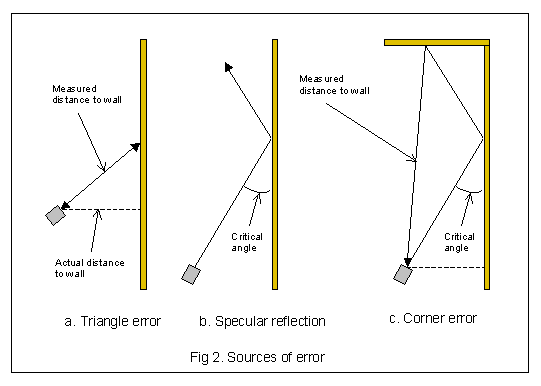 Measured
distance to wall
Actual distance
to wall
a. Triangle error
Critical
angle
b. Specular reflection
Measured
distance to wall
Critical
angle
c. Corner error
Fig 2. Sources of error